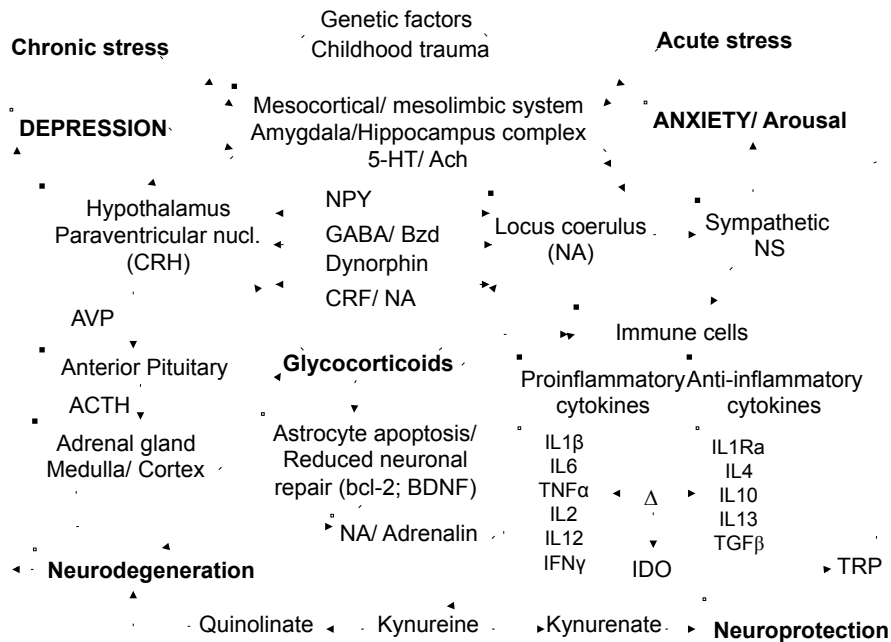 Genetic factors
Childhood trauma
Chronic stress
Acute stress
DEPRESSION
Mesocortical/ mesolimbic system
Amygdala/Hippocampus complex
5-HT/ Ach
ANXIETY/ Arousal
Hypothalamus
Paraventricular nucl.
(CRH)
NPY
GABA/ Bzd
Dynorphin
CRF/ NA
Locus coerulus
(NA)
Sympathetic
NS
AVP
Immune cells
Anterior Pituitary
Glycocorticoids
Proinflammatory
cytokines
Anti-inflammatory
cytokines
ACTH
Adrenal gland
Medulla/ Cortex
Astrocyte apoptosis/
Reduced neuronal
repair (bcl-2; BDNF)
IL1β
IL6
TNFα
IL2
IL12
IFNγ
Δ
IL1Ra
IL4
IL10
IL13
TGFβ
NA/ Adrenalin
Neurodegeneration
IDO
TRP
Quinolinate
Kynureine
Kynurenate
Neuroprotection